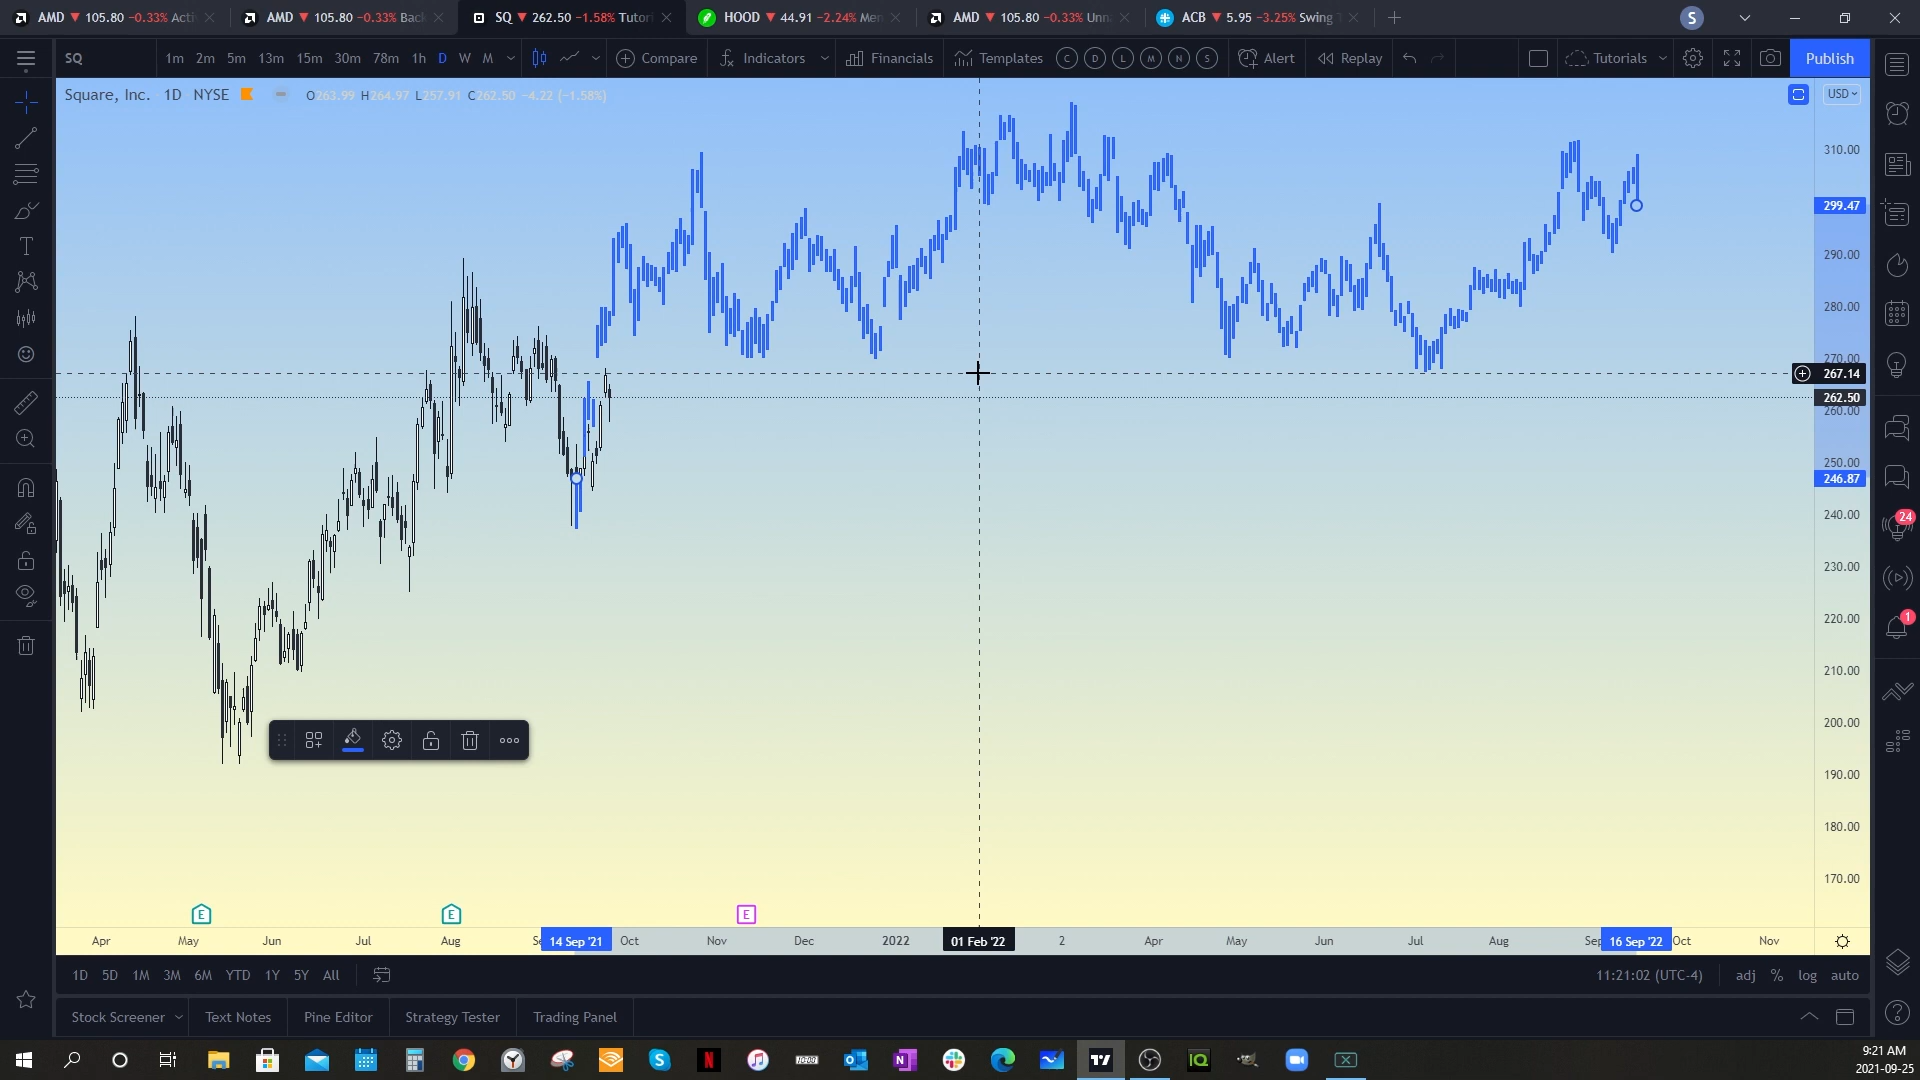 AMD ▼ 105.80 −0.33% Acti
AMD ▼ 105.80 −0.33% Back
SQ ▼ 262.50 −1.58% Tutori
HOOD ▼ 44.91 −2.24% Men
AMD ▼ 105.80 −0.33% Unna
ACB ▼ 5.95 −3.25% Swing T
S
SQ 1m 2m 5m 13m 15m 30m 78m 1h D W M Compare Indicators Financials Templates C D L M N S Alert Replay Tutorials Publish
Square, Inc. 1D NYSE O263.99 H264.97 L257.91 C262.50 −4.22 (−1.58%)
USD
310.00
299.47
290.00
280.00
270.00
267.14
262.50
260.00
250.00
246.87
240.00
230.00
220.00
210.00
200.00
190.00
180.00
170.00
24
1
E E E
Apr May Jun Jul Aug Se 14 Sep '21 Oct Nov Dec 2022 01 Feb '22 2 Apr May Jun Jul Aug Sep 16 Sep '22 Oct Nov
1D 5D 1M 3M 6M YTD 1Y 5Y All 11:21:02 (UTC-4) adj % log auto
Stock Screener Text Notes Pine Editor Strategy Tester Trading Panel
9:21 AM
2021-09-25